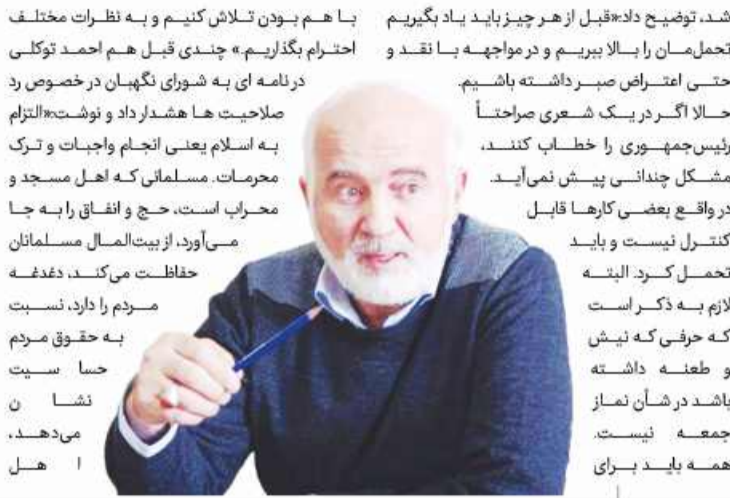 شد، توضیح داد:«قبل از هر چیز باید یاد بگیریم
تحمل‌مان را بالا ببریم و در مواجهه با نقد و
حتی اعتراض صبر داشته باشیم.
حالا اگر در یک شعری صراحتاً
رئیس‌جمهوری را خطاب کنند،
مشکل چندانی پیش نمی‌آید.
در واقع بعضی کارها قابل
کنترل نیست و باید
تحمل کرد. البته
لازم به ذکر است
که حرفی که نیش
و طعنه داشته
باشد در شأن نماز
جمعه نیست.
همه باید برای
با هم بودن تلاش کنیم و به نظرات مختلف
احترام بگذاریم.» چندی قبل هم احمد توکلی
در نامه ای به شورای نگهبان در خصوص رد
صلاحیت ها هشدار داد و نوشت:«التزام
به اسلام یعنی انجام واجبات و ترک
محرمات. مسلمانی که اهل مسجد و
محراب است، حج و انفاق را به جا
می‌آورد، از بیت‌المال مسلمانان
حفاظت می‌کند، دغدغه
مردم را دارد، نسبت
به حقوق مردم
حسا سیت
نشا ن
می‌دهد،
ا هل